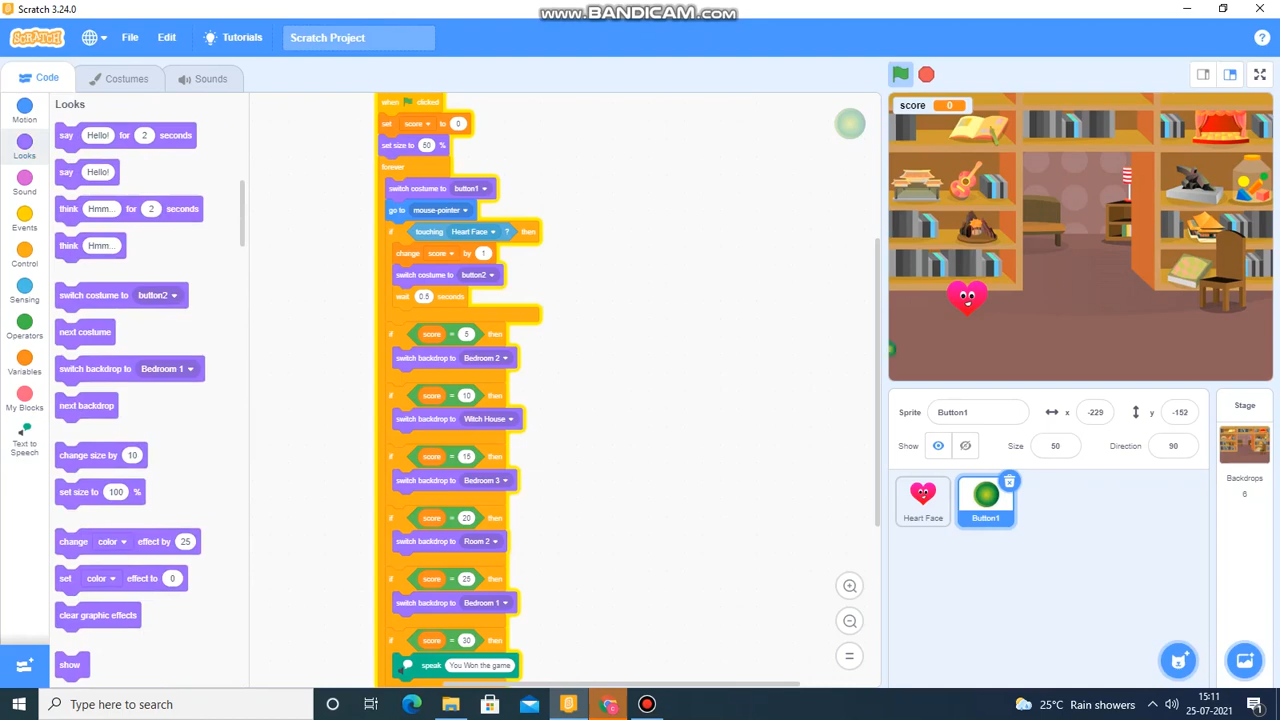 Scratch 3.24.0
www.BANDICAM.com
SCRATCH File Edit Tutorials Scratch Project
Code Costumes Sounds
Motion
Looks
Sound
Events
Control
Sensing
Operators
Variables
My Blocks
Text to
Speech
Looks
say Hello! for 2 seconds
say Hello!
think Hmm... for 2 seconds
think Hmm...
switch costume to button2
next costume
switch backdrop to Bedroom 1
next backdrop
change size by 10
set size to 100 %
change color effect by 25
set color effect to 0
clear graphic effects
show
when clicked
set score to 0
set size to 50 %
forever
switch costume to button1
go to mouse-pointer
if touching Heart Face ? then
change score by 1
switch costume to button2
wait 0.5 seconds
if score = 5 then
switch backdrop to Bedroom 2
if score = 10 then
switch backdrop to Witch House
if score = 15 then
switch backdrop to Bedroom 3
if score = 20 then
switch backdrop to Room 2
if score = 25 then
switch backdrop to Bedroom 1
if score = 30 then
speak You Won the game
score 0
Sprite Button1 x -229 y -152
Show Size 50 Direction 90
Heart Face
Button1
Stage
Backdrops
6
Type here to search
25°C Rain showers
15:11
25-07-2021
1